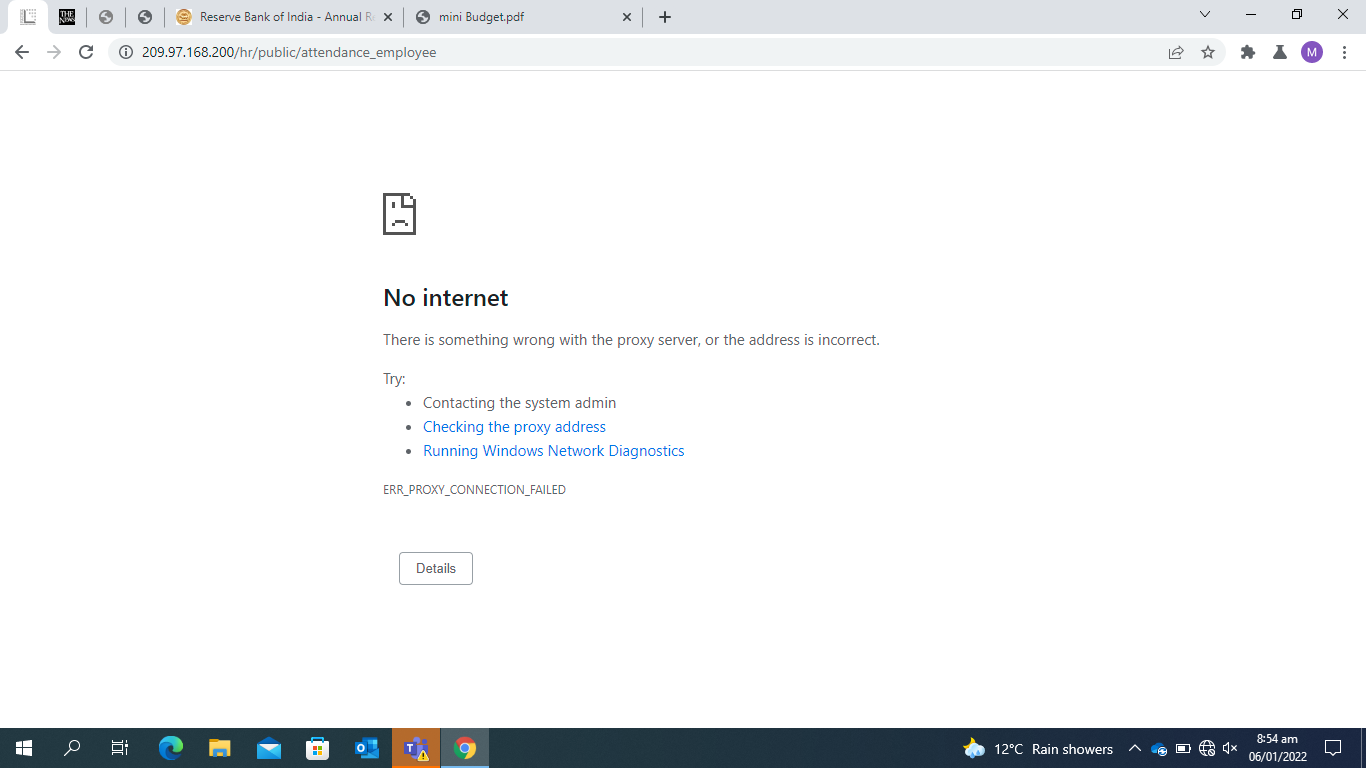 THE NEWS
Reserve Bank of India - Annual R
mini Budget.pdf
209.97.168.200/hr/public/attendance_employee
M
No internet
There is something wrong with the proxy server, or the address is incorrect.
Try:
• Contacting the system admin
• Checking the proxy address
• Running Windows Network Diagnostics
ERR_PROXY_CONNECTION_FAILED
Details
12°C Rain showers
8:54 am
06/01/2022